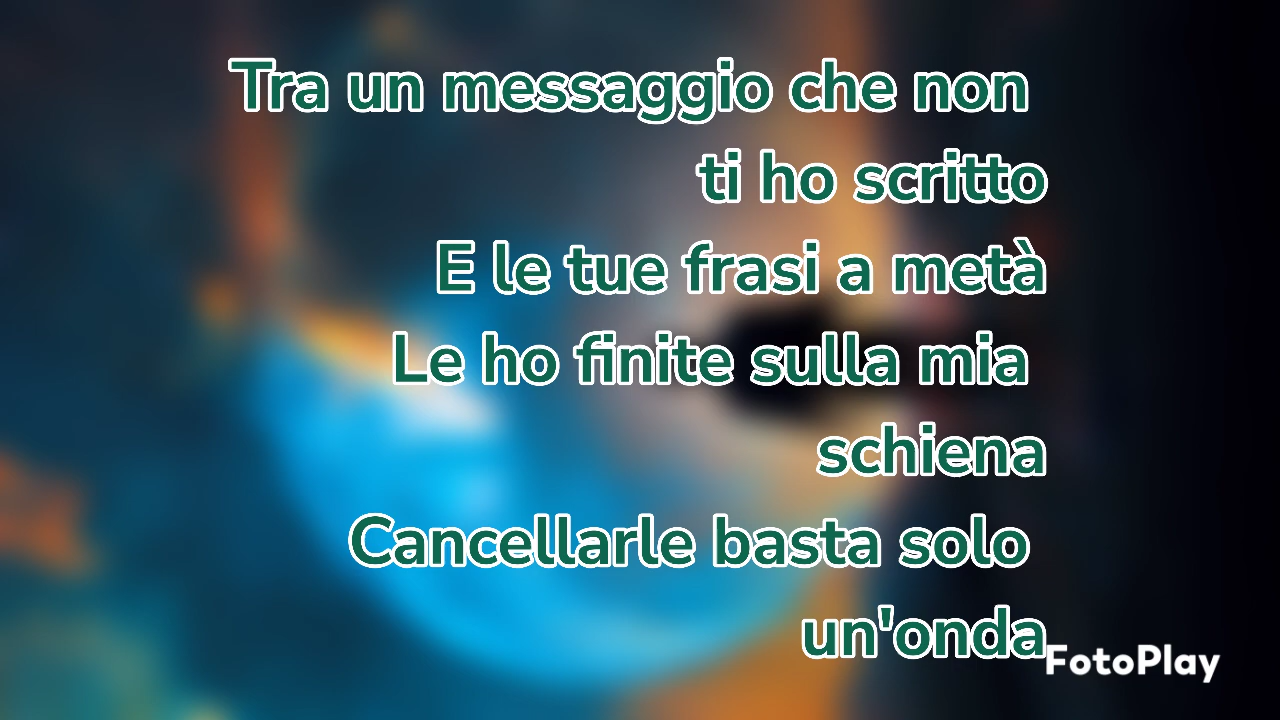 Tra un messaggio che non
ti ho scritto
E le tue frasi a metà
Le ho finite sulla mia
schiena
Cancellarle basta solo
un'onda
FotoPlay